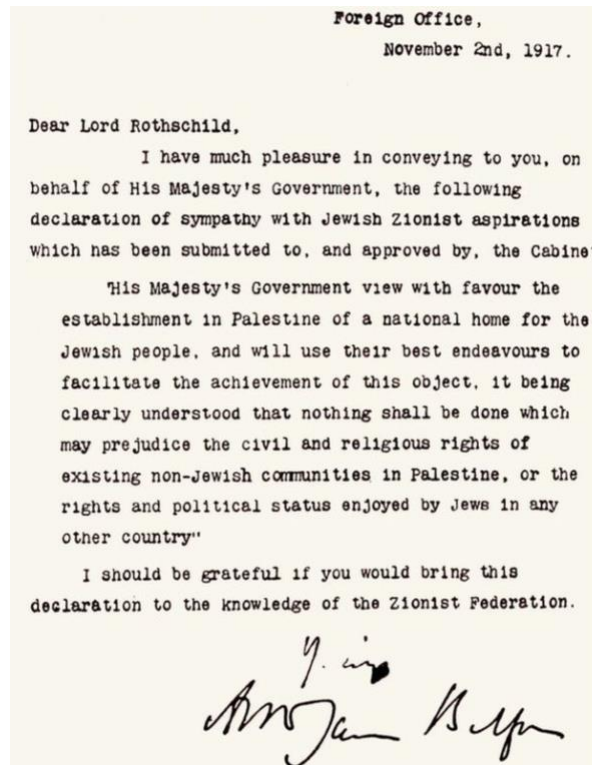 Foreign Office,
November 2nd, 1917.
Dear Lord Rothschild,
I have much pleasure in conveying to you, on
behalf of His Majesty's Government, the following
declaration of sympathy with Jewish Zionist aspirations
which has been submitted to, and approved by, the Cabine
"His Majesty's Government view with favour the
establishment in Palestine of a national home for the
Jewish people, and will use their best endeavours to
facilitate the achievement of this object, it being
clearly understood that nothing shall be done which
may prejudice the civil and religious rights of
existing non-Jewish communities in Palestine, or the
rights and political status enjoyed by Jews in any
other country"
I should be grateful if you would bring this
declaration to the knowledge of the Zionist Federation.